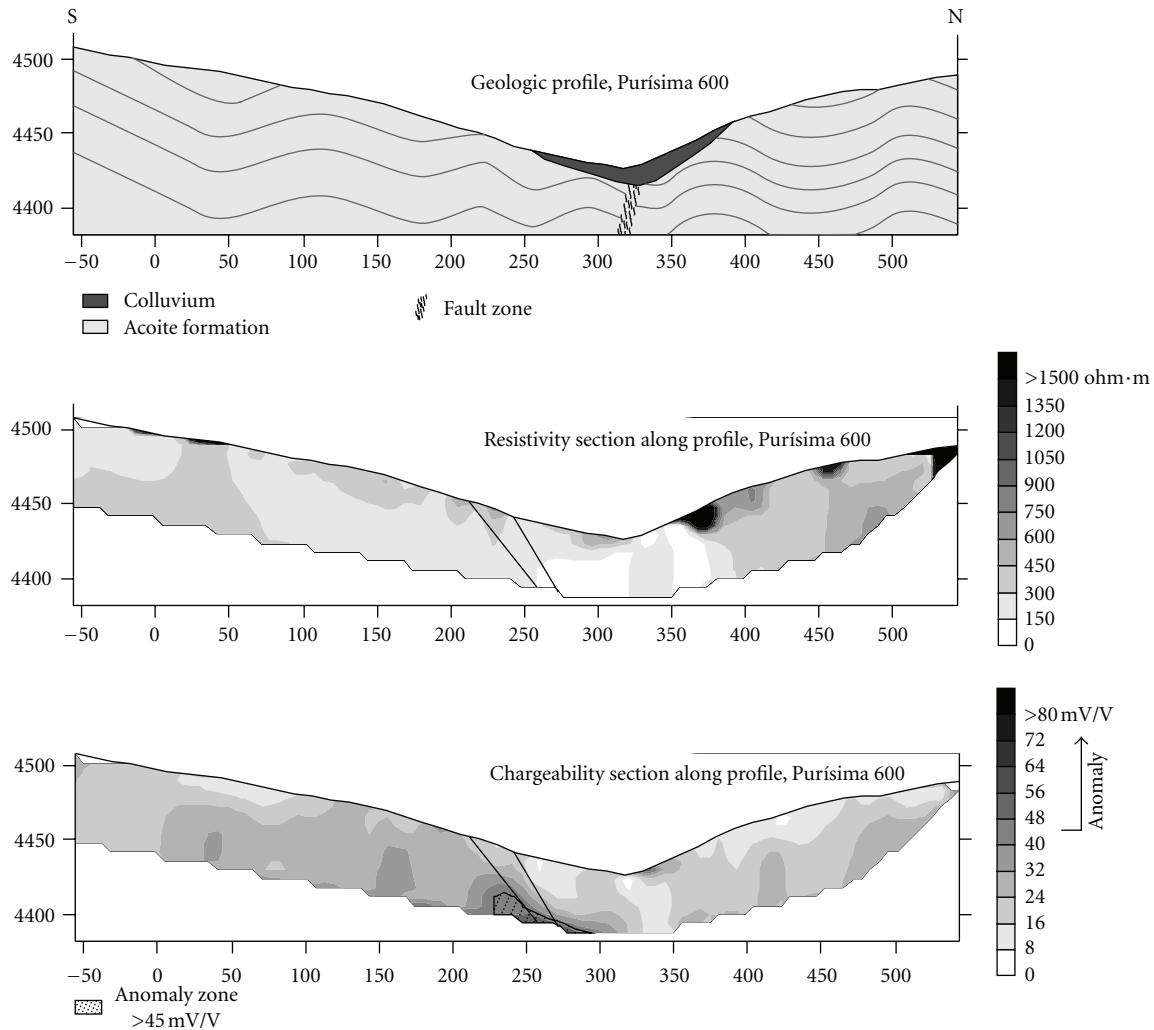 S N
Geologic profile, Purísima 600
4500
4450
4400
−50 0 50 100 150 200 250 300 350 400 450 500
Colluvium
Acoite formation
Fault zone
Resistivity section along profile, Purísima 600
4500
4450
4400
−50 0 50 100 150 200 250 300 350 400 450 500
>1500 ohm·m
1350
1200
1050
900
750
600
450
300
150
0
Chargeability section along profile, Purísima 600
4500
4450
4400
−50 0 50 100 150 200 250 300 350 400 450 500
>80 mV/V
72
64
56
48
40
32
24
16
8
0
Anomaly
Anomaly zone
>45 mV/V